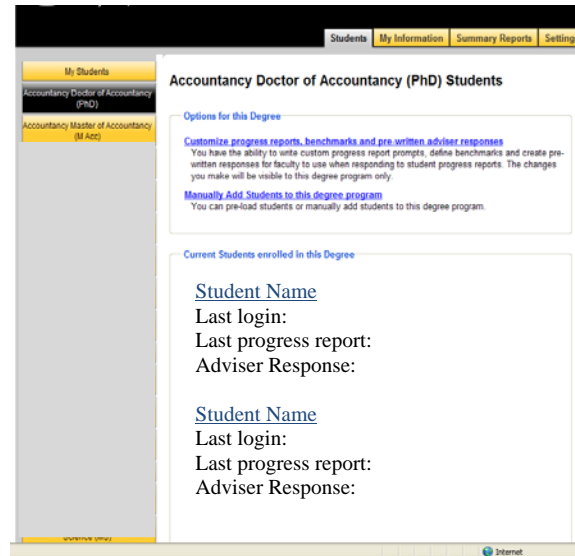 Students My Information Summary Reports Setting
My Students
Accountancy Doctor of Accountancy
(PhD)
Accountancy Master of Accountancy
(M Acc)
Accountancy Doctor of Accountancy (PhD) Students
Options for this Degree
Customize progress reports, benchmarks and pre-written adviser responses
You have the ability to write custom progress report prompts, define benchmarks and create pre-
written responses for faculty to use when responding to student progress reports. The changes
you make will be visible to this degree program only.
Manually Add Students to this degree program
You can pre-load students or manually add students to this degree program.
Current Students enrolled in this Degree
Student Name
Last login:
Last progress report:
Adviser Response:
Student Name
Last login:
Last progress report:
Adviser Response:
Internet